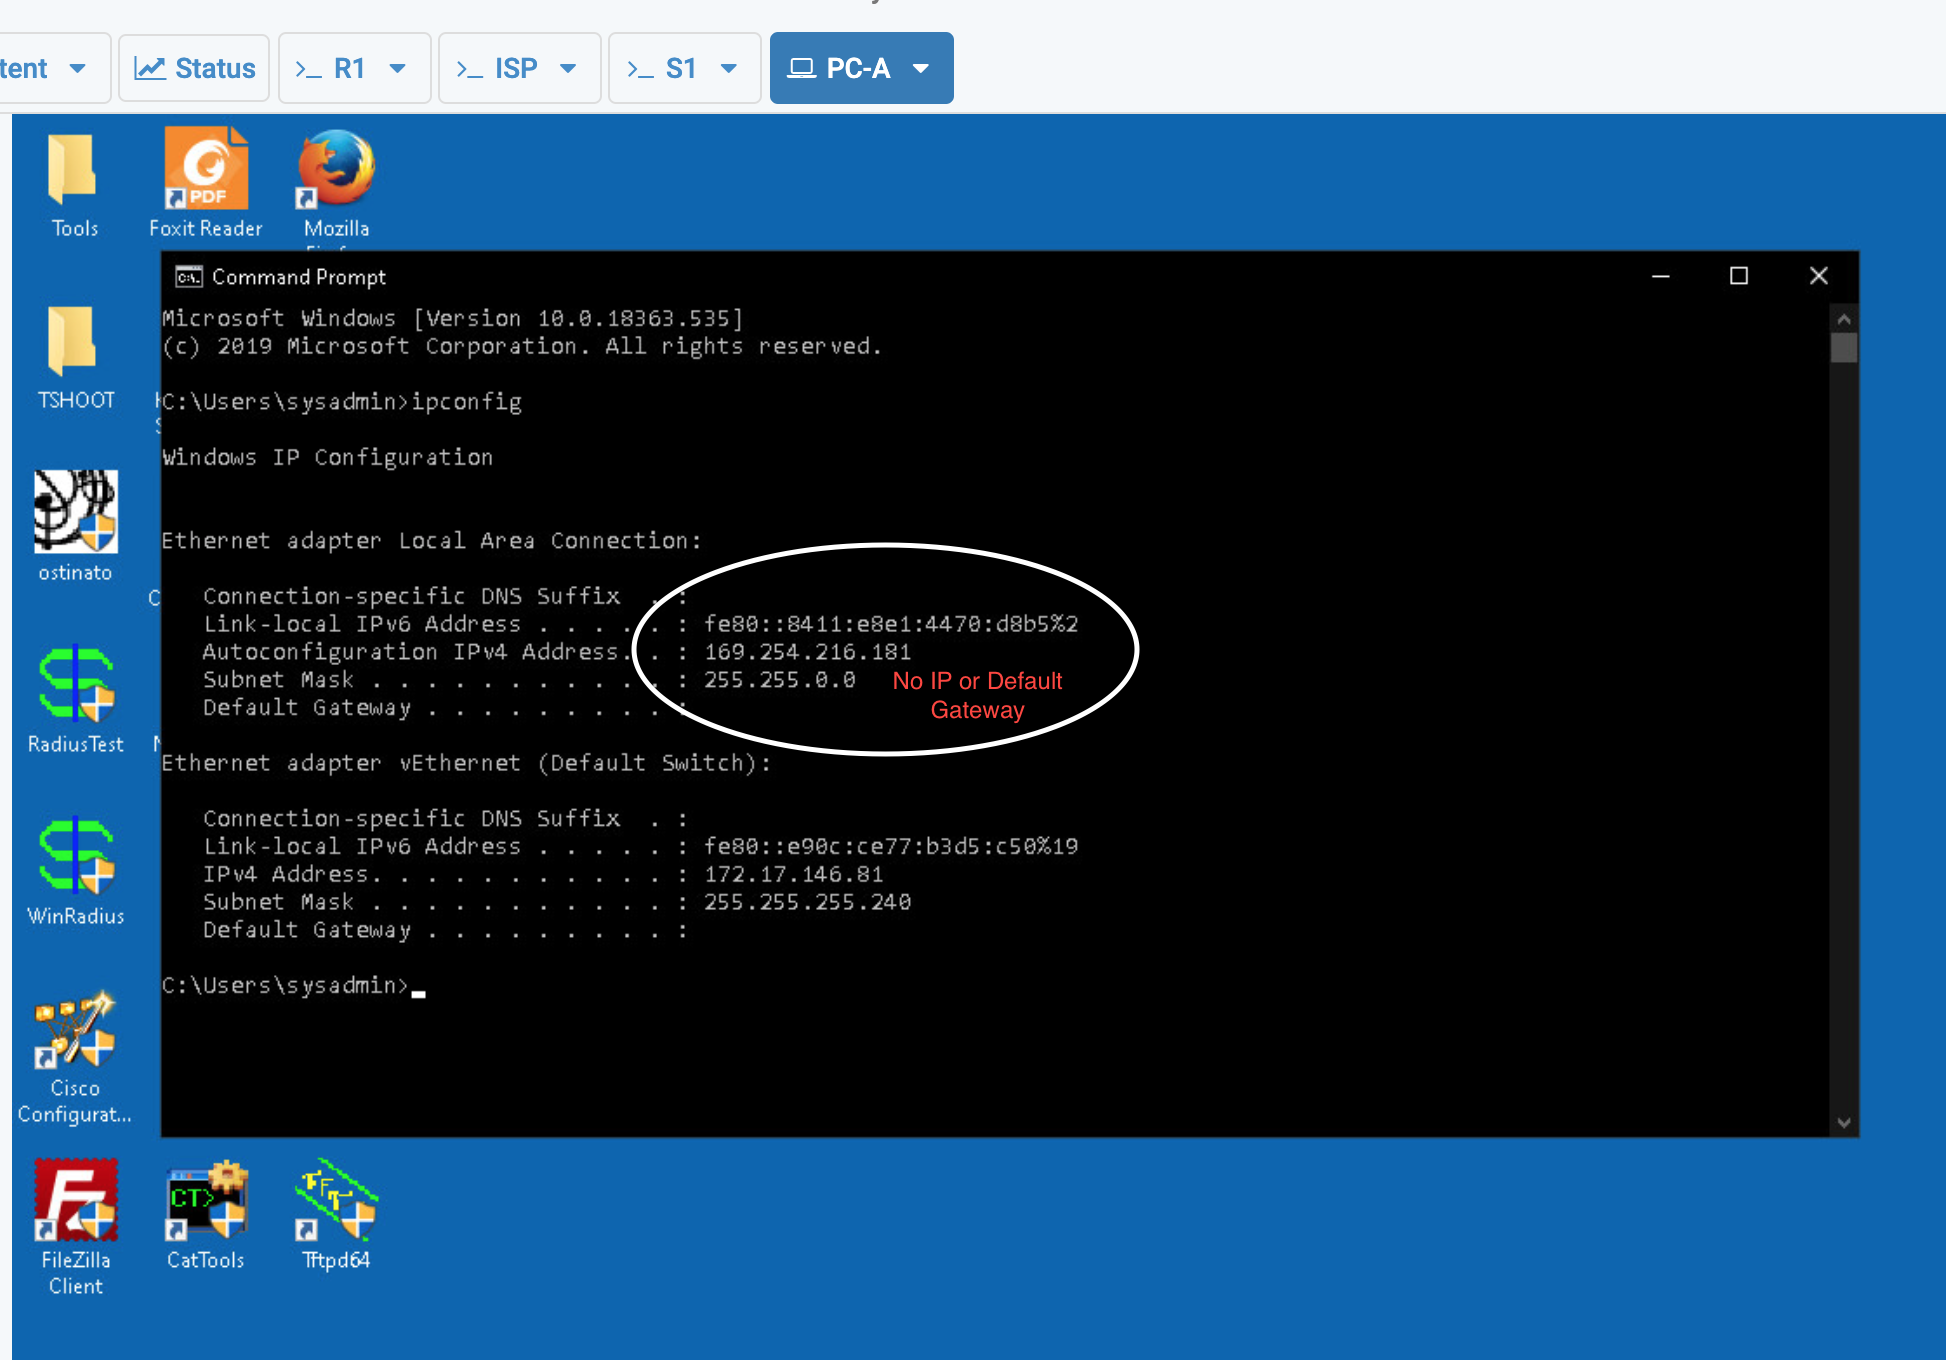 tent
Status
>_ R1
>_ ISP
>_ S1
PC-A
Tools
Foxit Reader
PDF
Mozilla
TSHOOT
ostinato
RadiusTest
WinRadius
Cisco
Configurat...
FileZilla
Client
CT>
CatTools
Tftpd64
Command Prompt
Microsoft Windows [Version 10.0.18363.535]
(c) 2019 Microsoft Corporation. All rights reserved.
C:\Users\sysadmin>ipconfig
Windows IP Configuration
Ethernet adapter Local Area Connection:
Connection-specific DNS Suffix  . :
Link-local IPv6 Address . . . . . : fe80::8411:e8e1:4470:d8b5%2
Autoconfiguration IPv4 Address. . : 169.254.216.181
Subnet Mask . . . . . . . . . . . : 255.255.0.0
Default Gateway . . . . . . . . . :
No IP or Default
Gateway
Ethernet adapter vEthernet (Default Switch):
Connection-specific DNS Suffix  . :
Link-local IPv6 Address . . . . . : fe80::e90c:ce77:b3d5:c50%19
IPv4 Address. . . . . . . . . . . : 172.17.146.81
Subnet Mask . . . . . . . . . . . : 255.255.255.240
Default Gateway . . . . . . . . . :
C:\Users\sysadmin>